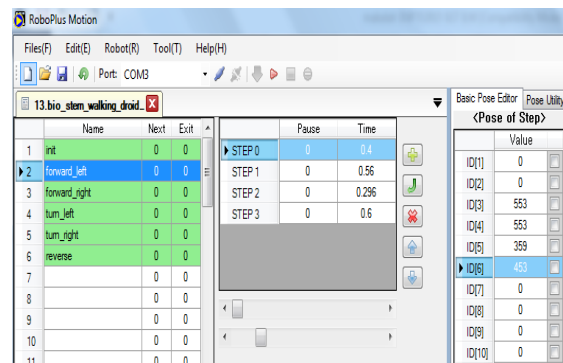 RoboPlus Motion
Files(F) Edit(E) Robot(R) Tool(T) Help(H)
Port: COM3
13.bio_stem_walking_droid_
Name Next Exit
1 init 0 0
2 forward_left 0 0
3 forward_right 0 0
4 turn_left 0 0
5 turn_right 0 0
6 reverse 0 0
7 0 0
8 0 0
9 0 0
10 0 0
11 0 0
Pause Time
STEP 0 0 0.4
STEP 1 0 0.56
STEP 2 0 0.296
STEP 3 0 0.6
Basic Pose Editor Pose Utility
<Pose of Step>
Value
ID[1] 0
ID[2] 0
ID[3] 553
ID[4] 553
ID[5] 359
ID[6] 453
ID[7] 0
ID[8] 0
ID[9] 0
ID[10] 0